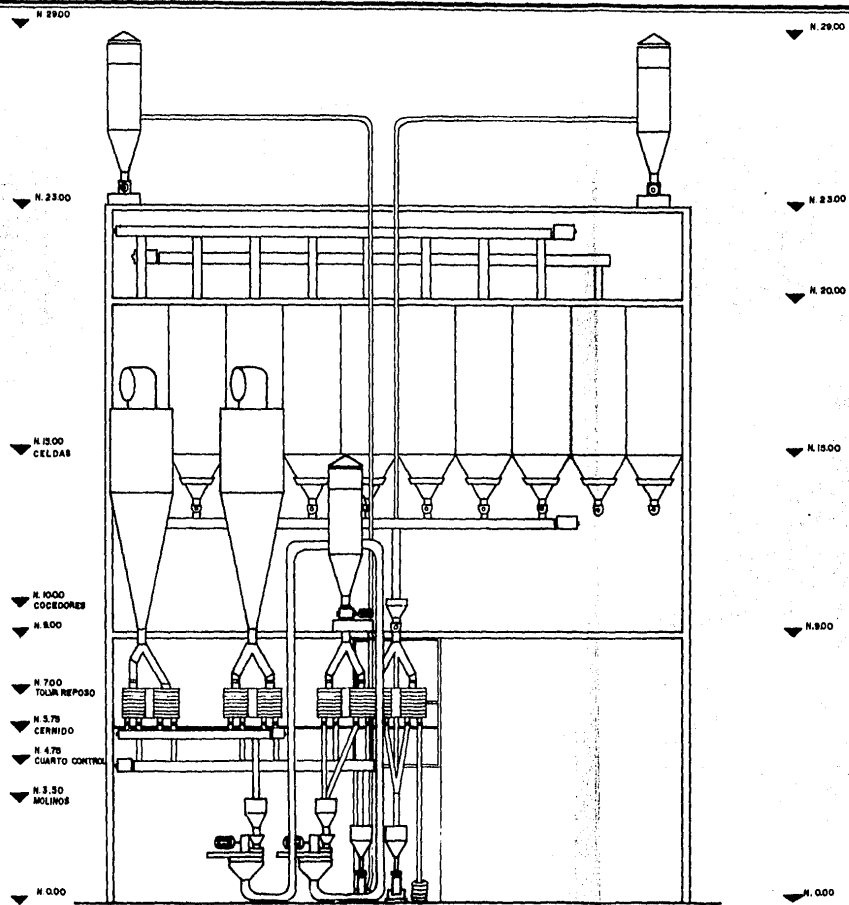 N. 29.00
N. 29.00
N. 23.00
N. 23.00
N. 20.00
N. 15.00
CELDAS
N. 15.00
N. 10.00
COCEDORES
N. 9.00
N. 9.00
N. 7.00
TOLVA REPOSO
N. 5.75
CERNIDO
N. 4.75
CUARTO CONTROL
N. 3.50
MOLINOS
N. 0.00
N. 0.00